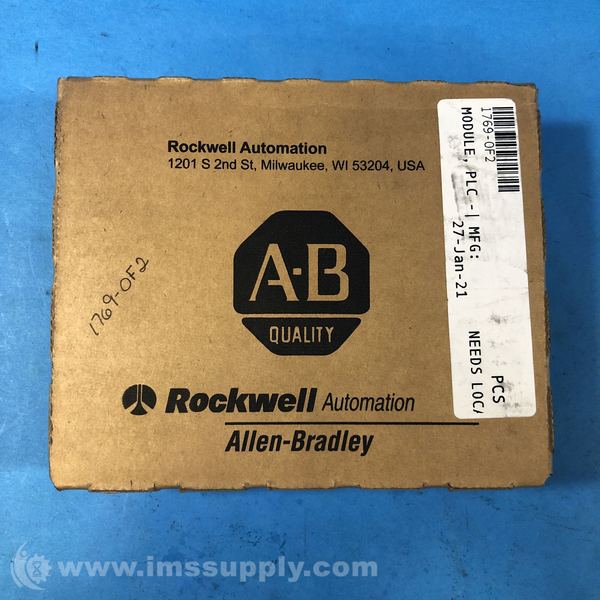 Rockwell Automation
1201 S 2nd St, Milwaukee, WI 53204, USA
A-B
QUALITY
Rockwell Automation
Allen-Bradley
1769-OF2
1769-OF2
MODULE, PLC -| MFG:
27-Jan-21
PCS
NEEDS LOCA
www.imssupply.com